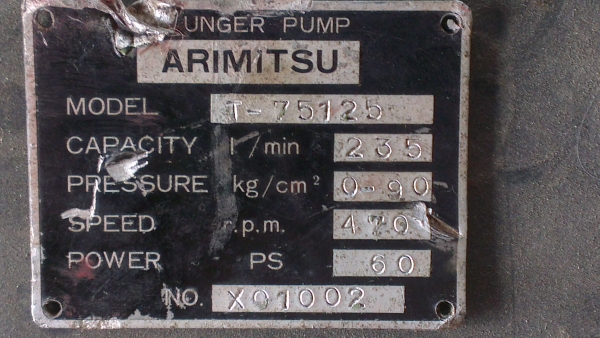 UNGER PUMP
ARIMITSU
MODEL T-75125
CAPACITY l/min 235
PRESSURE kg/cm² 0-90
SPEED r.p.m. 470
POWER PS 60
NO. X01002